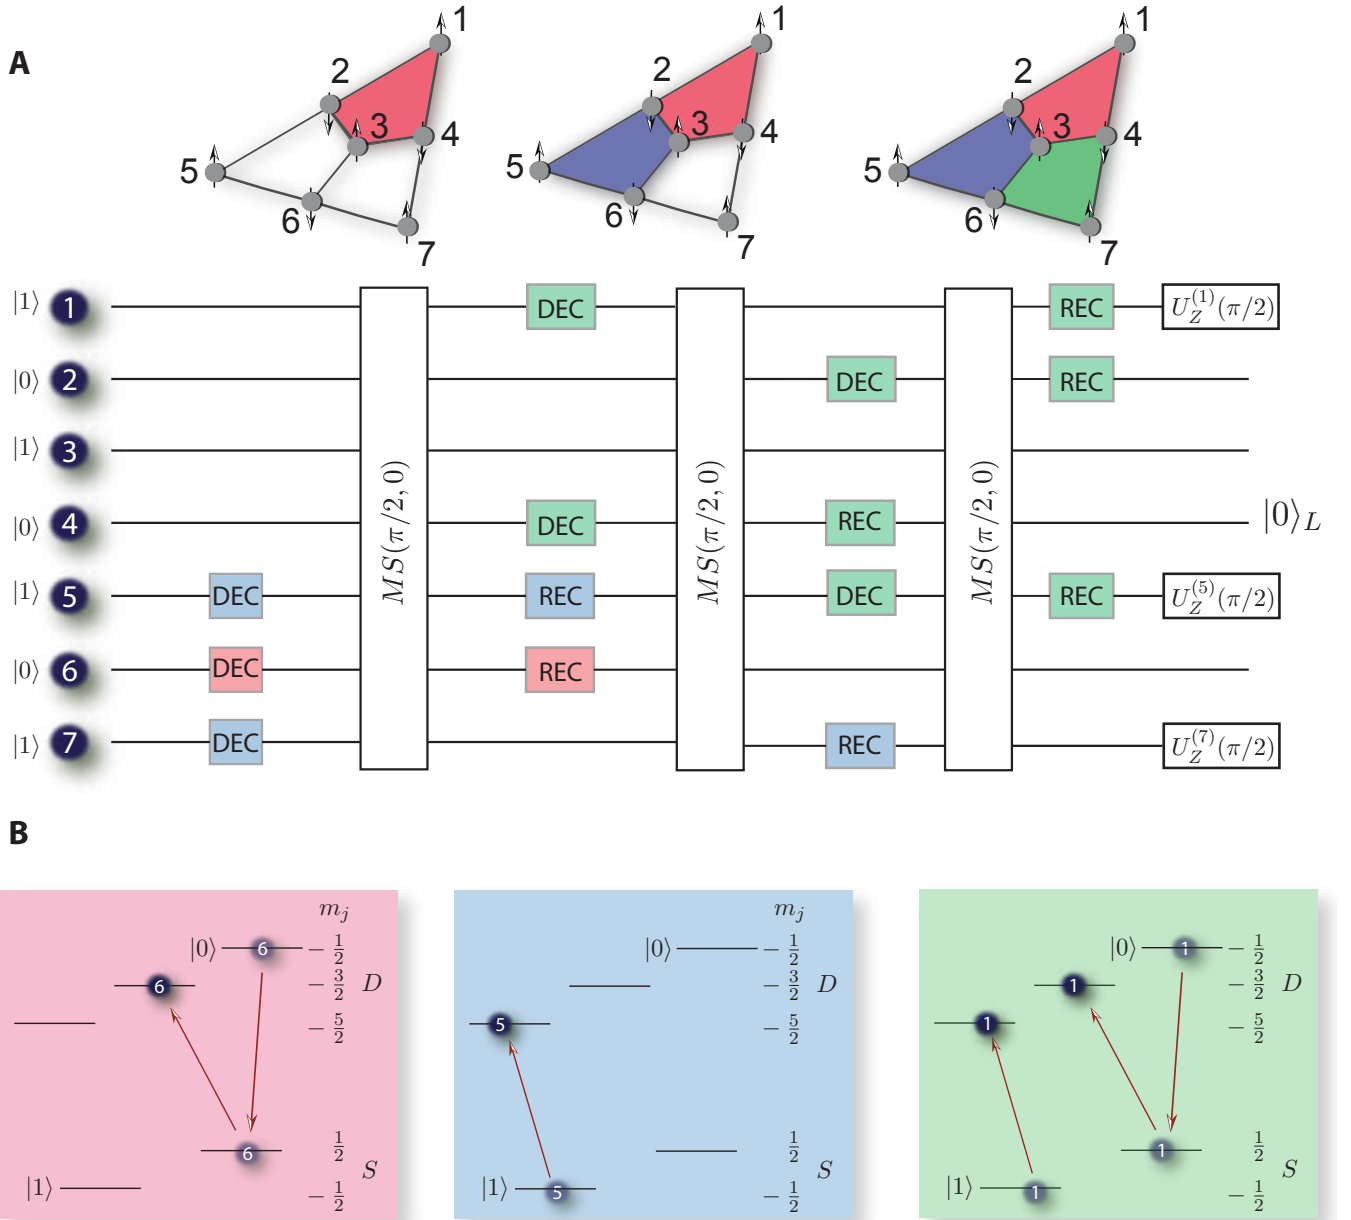 A
1
2
3
4
5
6
7
1
2
3
4
5
6
7
1
2
3
4
5
6
7
|1⟩ 1 DEC REC U_Z^{(1)}(π/2)
|0⟩ 2 DEC REC
|1⟩ 3
MS(π/2, 0) MS(π/2, 0) MS(π/2, 0)
|0⟩ 4 DEC REC |0⟩_L
|1⟩ 5 DEC REC DEC REC U_Z^{(5)}(π/2)
|0⟩ 6 DEC REC
|1⟩ 7 DEC REC U_Z^{(7)}(π/2)
B
m_j
|0⟩ 6 − 1/2
6 − 3/2 D
− 5/2
6 1/2
S
|1⟩ − 1/2
m_j
|0⟩ − 1/2
− 3/2 D
5 − 5/2
1/2
S
|1⟩ 5 − 1/2
|0⟩ 1 − 1/2
1 − 3/2 D
1 − 5/2
1 1/2
S
|1⟩ 1 − 1/2